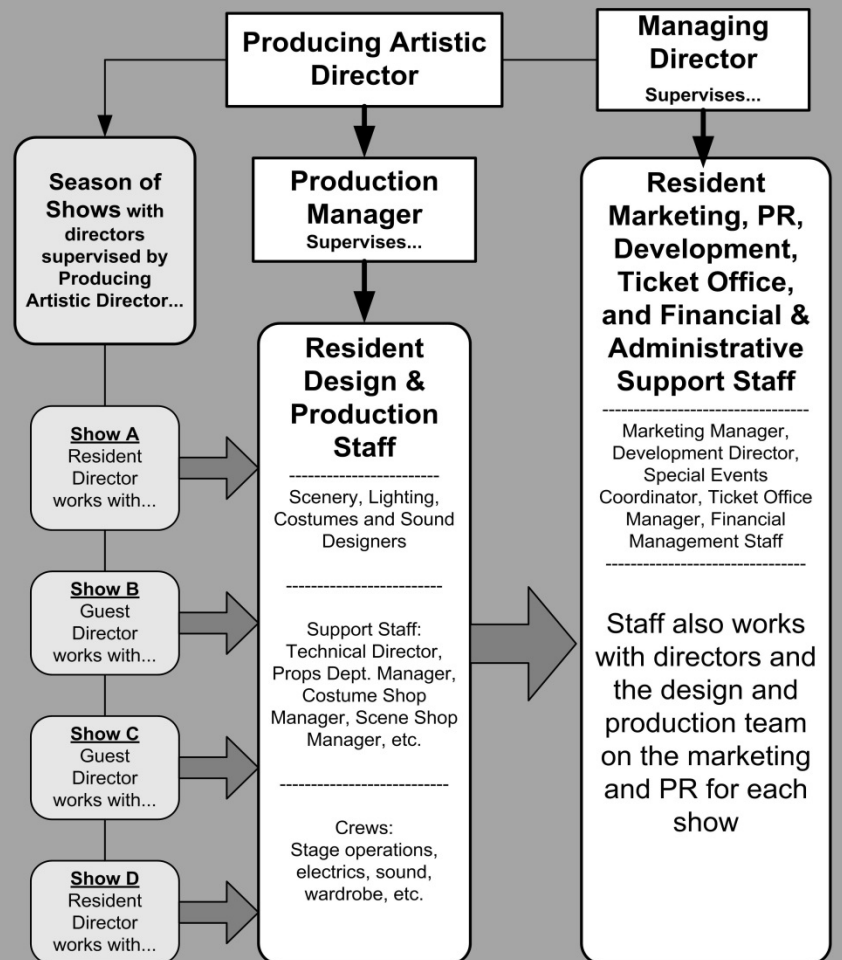 Producing Artistic
Director
Managing
Director
Supervises...
Season of
Shows with
directors
supervised by
Producing
Artistic Director...
Production
Manager
Supervises...
Resident
Marketing, PR,
Development,
Ticket Office,
and Financial &
Administrative
Support Staff
----------------------------------
Marketing Manager,
Development Director,
Special Events
Coordinator, Ticket Office
Manager, Financial
Management Staff
---------------------------------
Staff also works
with directors and
the design and
production team
on the marketing
and PR for each
show
Resident
Design &
Production
Staff
------------------------
Scenery, Lighting,
Costumes and Sound
Designers
-------------------------
Support Staff:
Technical Director,
Props Dept. Manager,
Costume Shop
Manager, Scene Shop
Manager, etc.
---------------------------
Crews:
Stage operations,
electrics, sound,
wardrobe, etc.
Show A
Resident
Director
works with...
Show B
Guest
Director
works with...
Show C
Guest
Director
works with...
Show D
Resident
Director
works with...